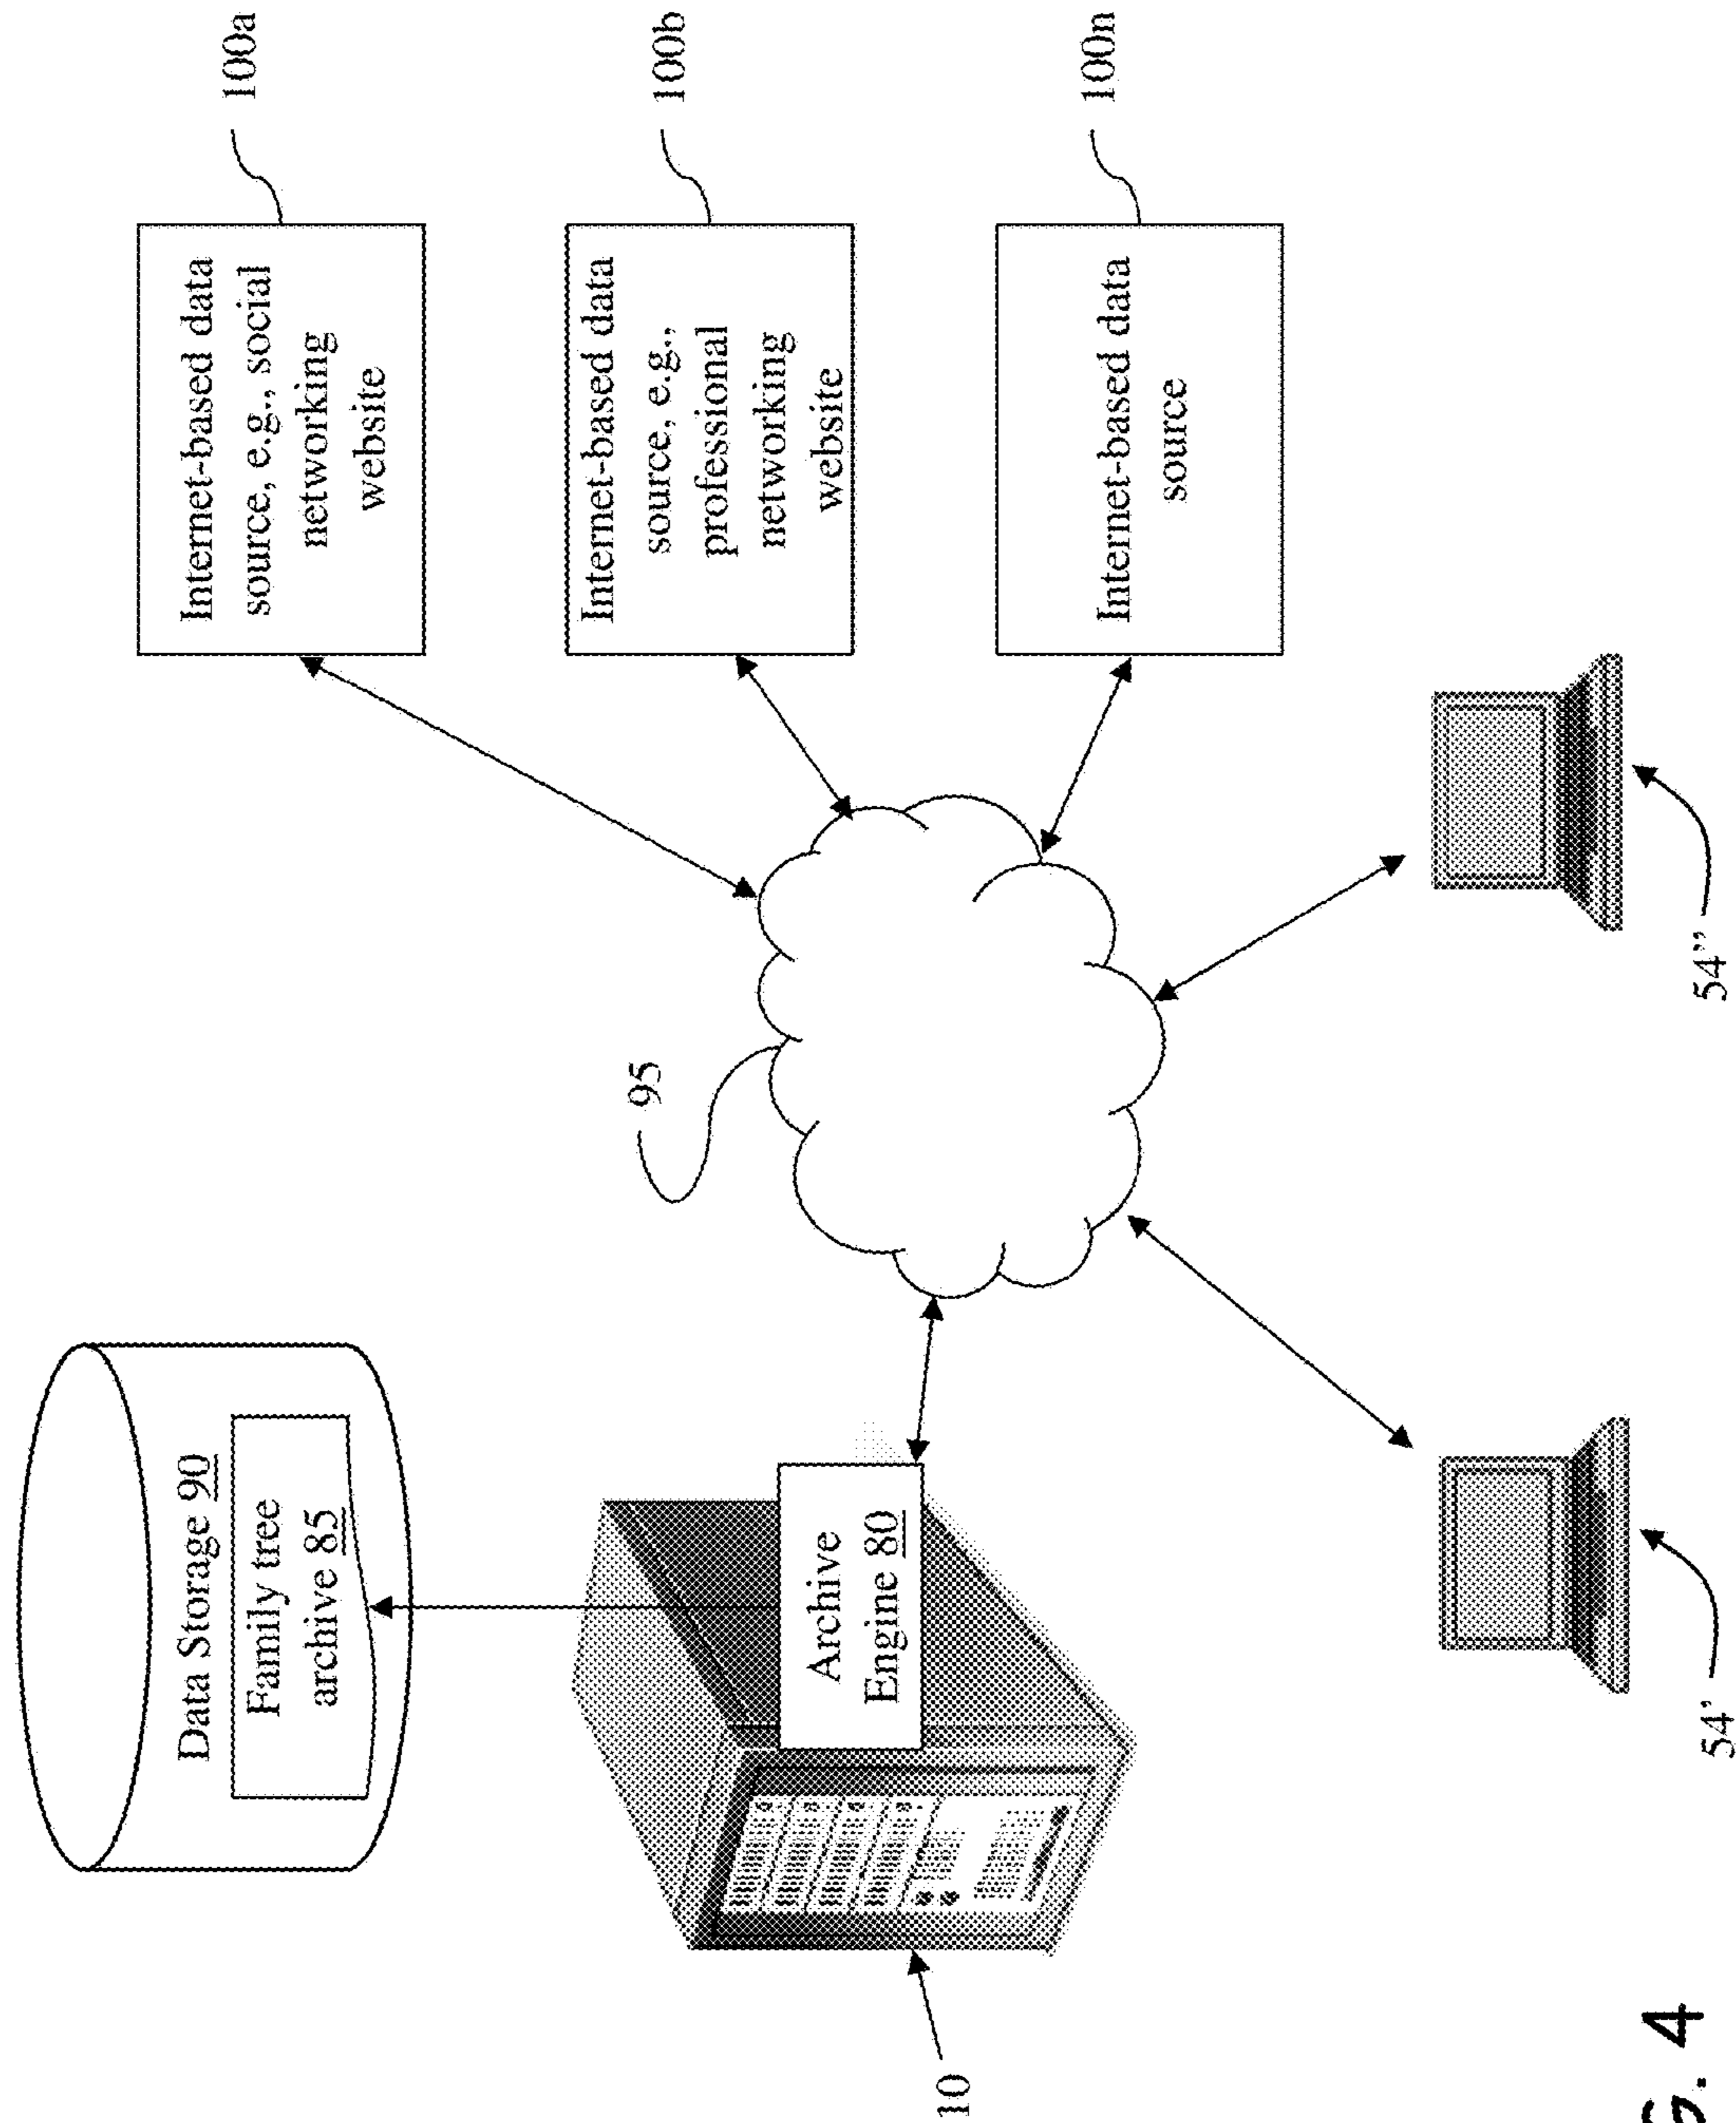 Data Storage 90
Family tree
archive 85
Archive
Engine 80
10
95
Internet-based data
source, e.g., social
networking
website
100a
Internet-based data
source, e.g.,
professional
networking
website
100b
Internet-based data
source
100n
54'
54"
G. 4